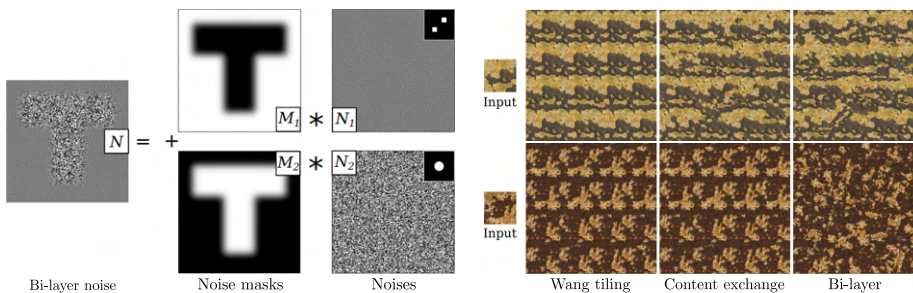 M₁ * N₁
N = +
M₂ * N₂
Bi-layer noise
Noise masks
Noises
Input
Input
Wang tiling
Content exchange
Bi-layer